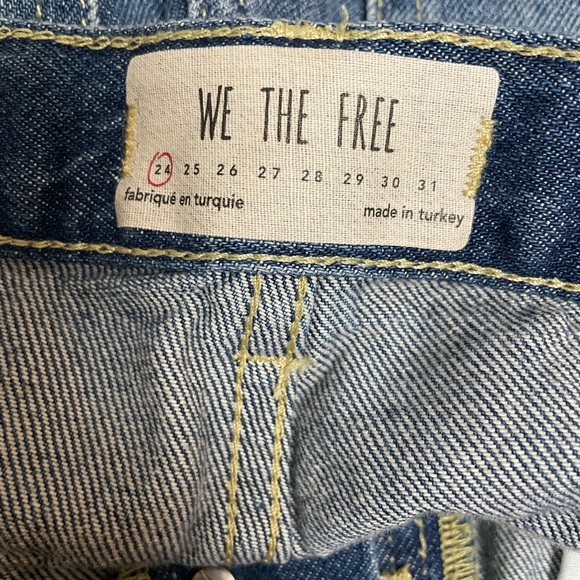 WE THE FREE
24 25 26 27 28 29 30 31
fabriqué en turquie
made in turkey